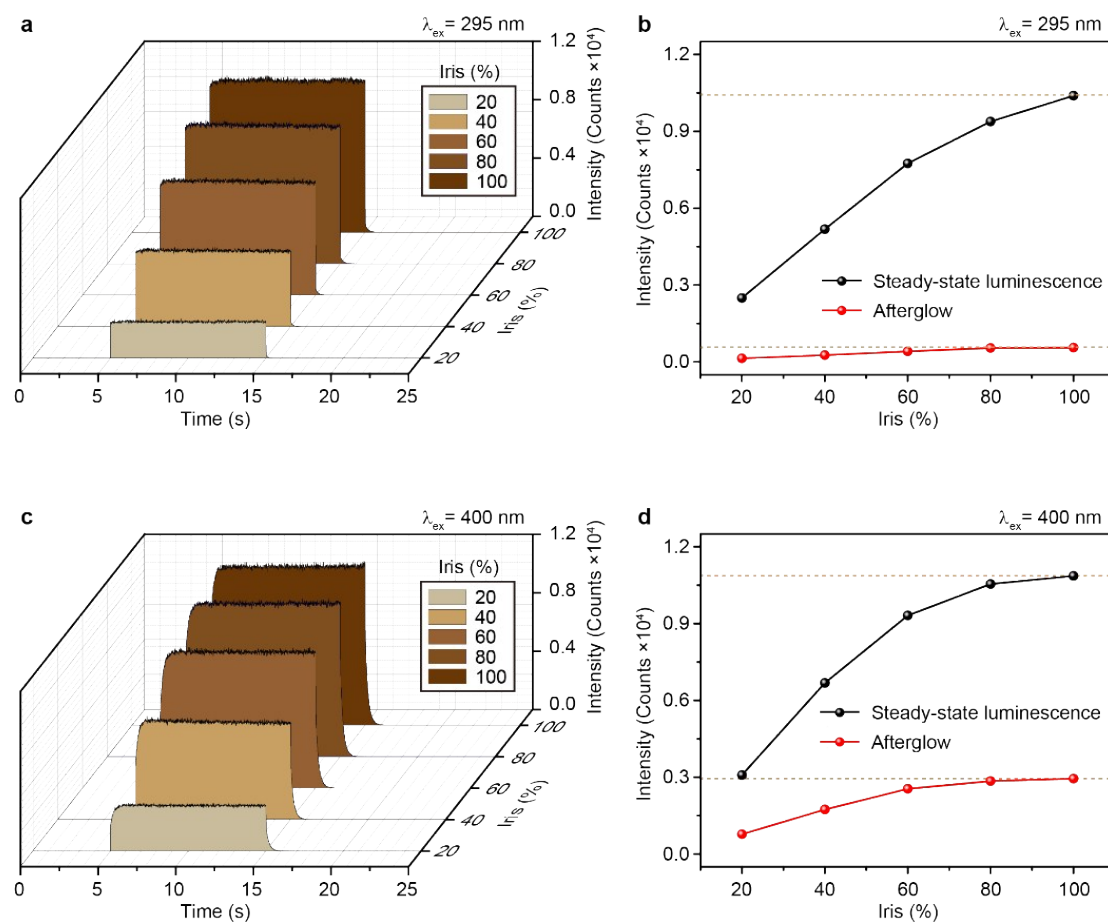 a
λex= 295 nm
1.2
0.8
0.4
0.0
Intensity (Counts ×10⁴)
Iris (%)
20
40
60
80
100
100
80
60
40
20
Iris (%)
0
5
10
15
20
25
Time (s)
b
λex= 295 nm
1.2
0.9
0.6
0.3
0.0
Intensity (Counts ×10⁴)
Steady-state luminescence
Afterglow
20
40
60
80
100
Iris (%)
c
λex= 400 nm
1.2
0.8
0.4
0.0
Intensity (Counts ×10⁴)
Iris (%)
20
40
60
80
100
100
80
60
40
20
Iris (%)
0
5
10
15
20
25
Time (s)
d
λex= 400 nm
1.2
0.9
0.6
0.3
0.0
Intensity (Counts ×10⁴)
Steady-state luminescence
Afterglow
20
40
60
80
100
Iris (%)